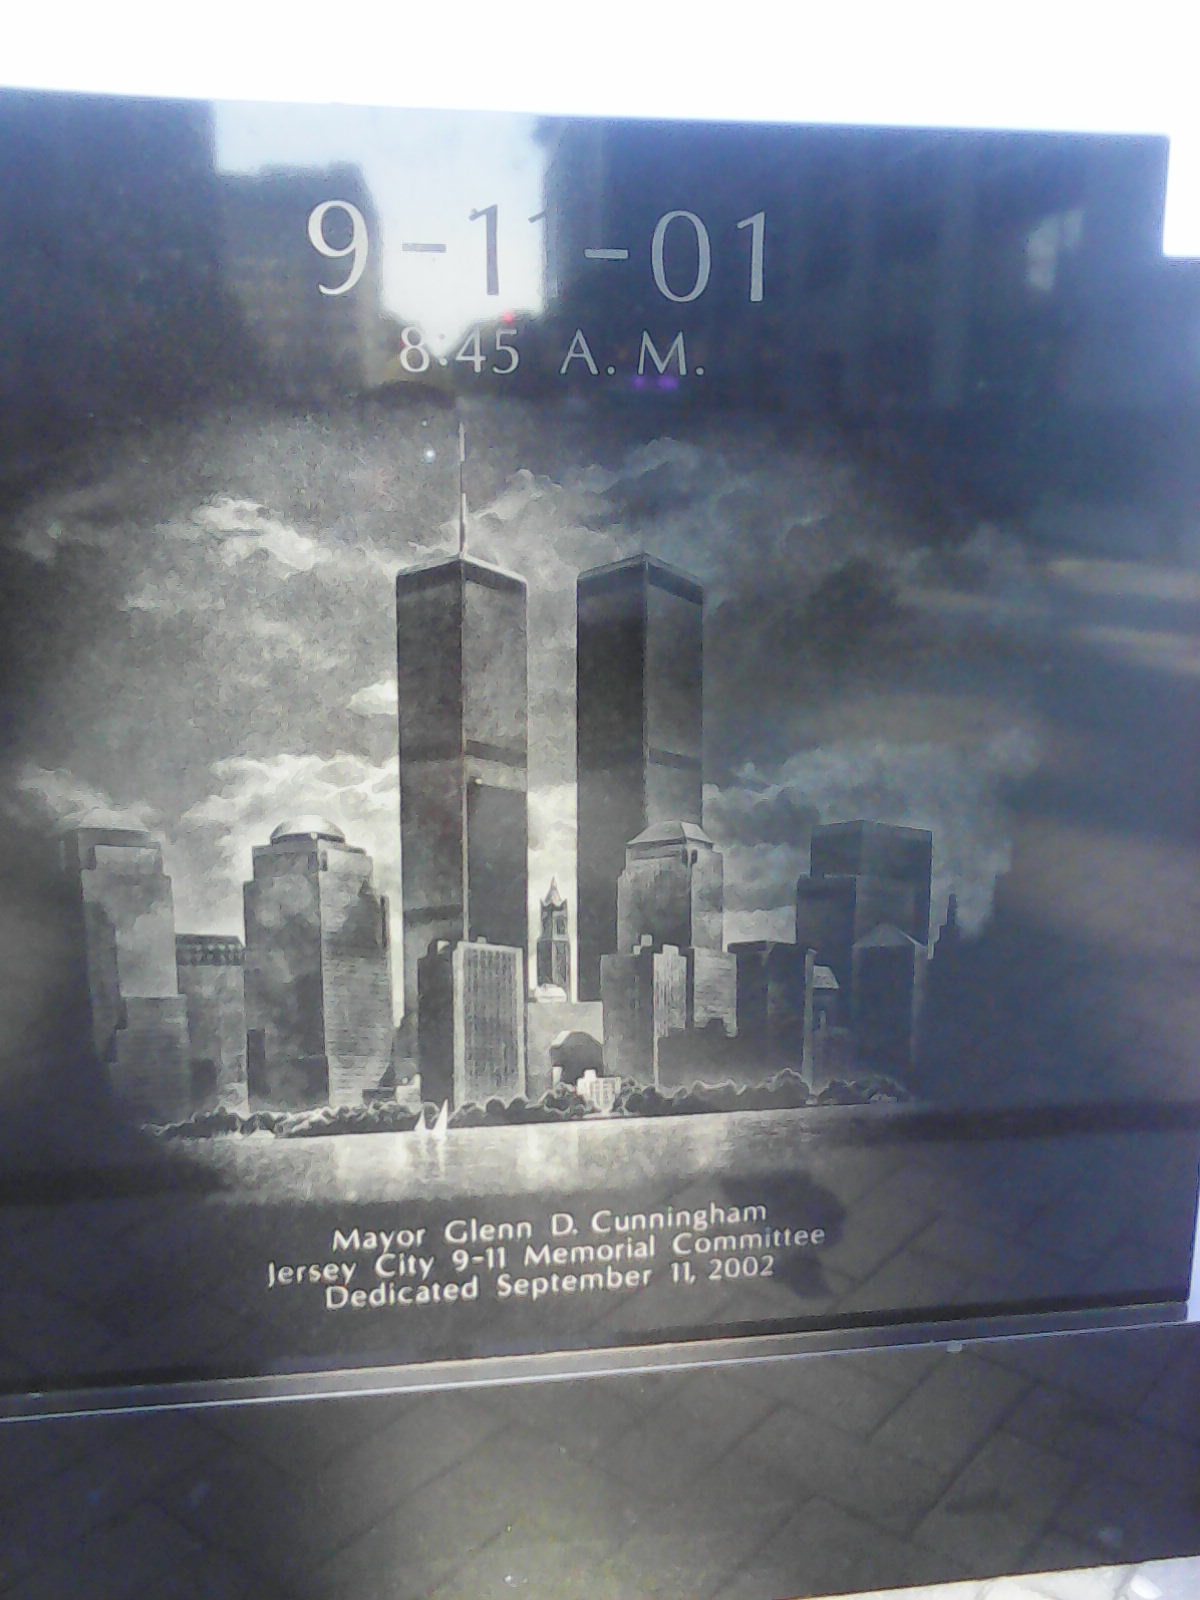 9-11-01
8:45 A. M.
Mayor Glenn D. Cunningham
Jersey City 9-11 Memorial Committee
Dedicated September 11, 2002